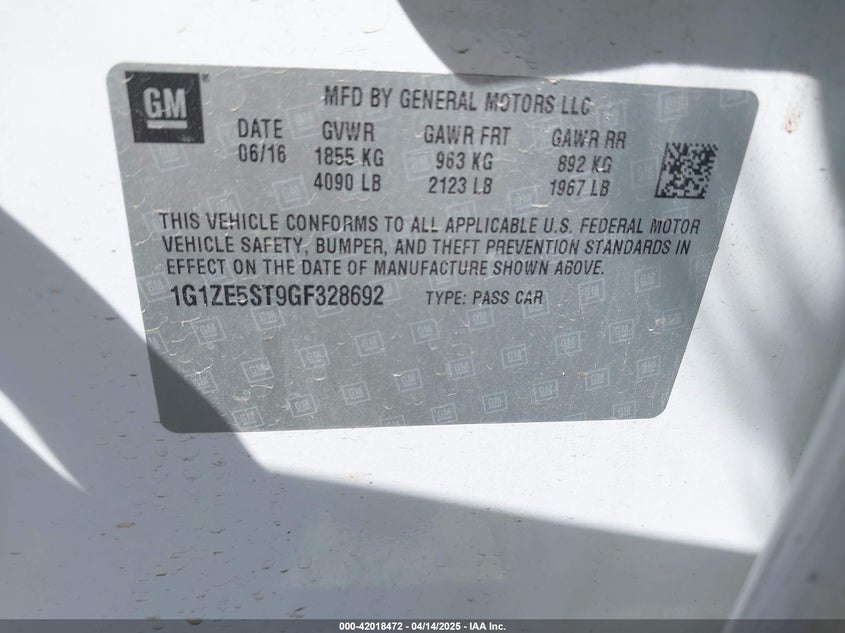 GM
MFD BY GENERAL MOTORS LLC
DATE GVWR GAWR FRT GAWR RR
06/16 1855 KG 963 KG 892 KG
4090 LB 2123 LB 1967 LB
THIS VEHICLE CONFORMS TO ALL APPLICABLE U.S. FEDERAL MOTOR
VEHICLE SAFETY, BUMPER, AND THEFT PREVENTION STANDARDS IN
EFFECT ON THE DATE OF MANUFACTURE SHOWN ABOVE.
1G1ZE5ST9GF328692 TYPE: PASS CAR
000-42018472 - 04/14/2025 - IAA Inc.